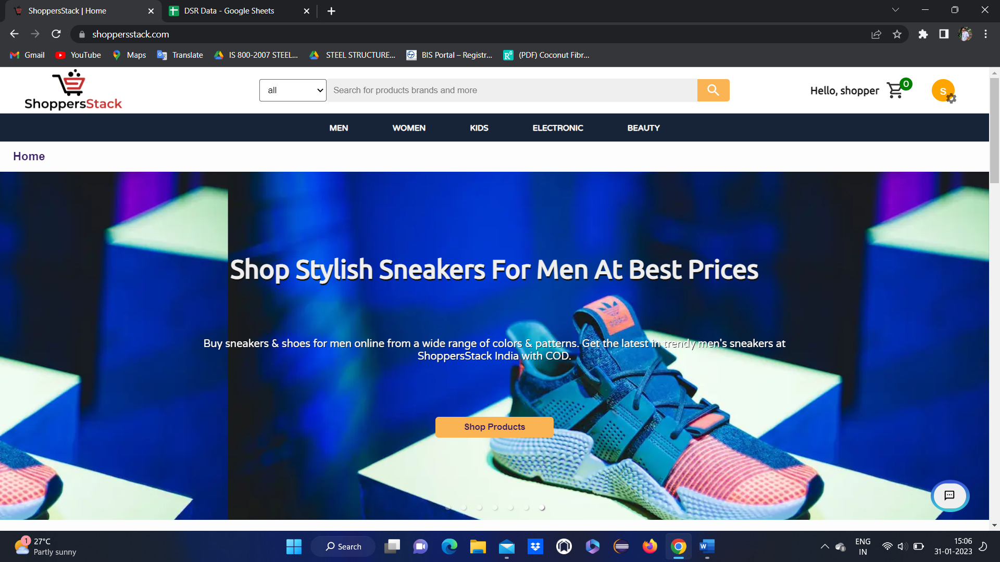 ShoppersStack | Home
DSR Data - Google Sheets
shoppersstack.com
Gmail
YouTube
Maps
Translate
IS 800-2007 STEEL...
STEEL STRUCTURE...
BIS Portal – Registr...
(PDF) Coconut Fibr...
ShoppersStack
all
Search for products brands and more
Hello, shopper
0
S
MEN
WOMEN
KIDS
ELECTRONIC
BEAUTY
Home
Shop Stylish Sneakers For Men At Best Prices
Buy sneakers & shoes for men online from a wide range of colors & patterns. Get the latest in trendy men's sneakers at
ShoppersStack India with COD.
Shop Products
1
27°C
Partly sunny
Search
ENG
IN
15:06
31-01-2023